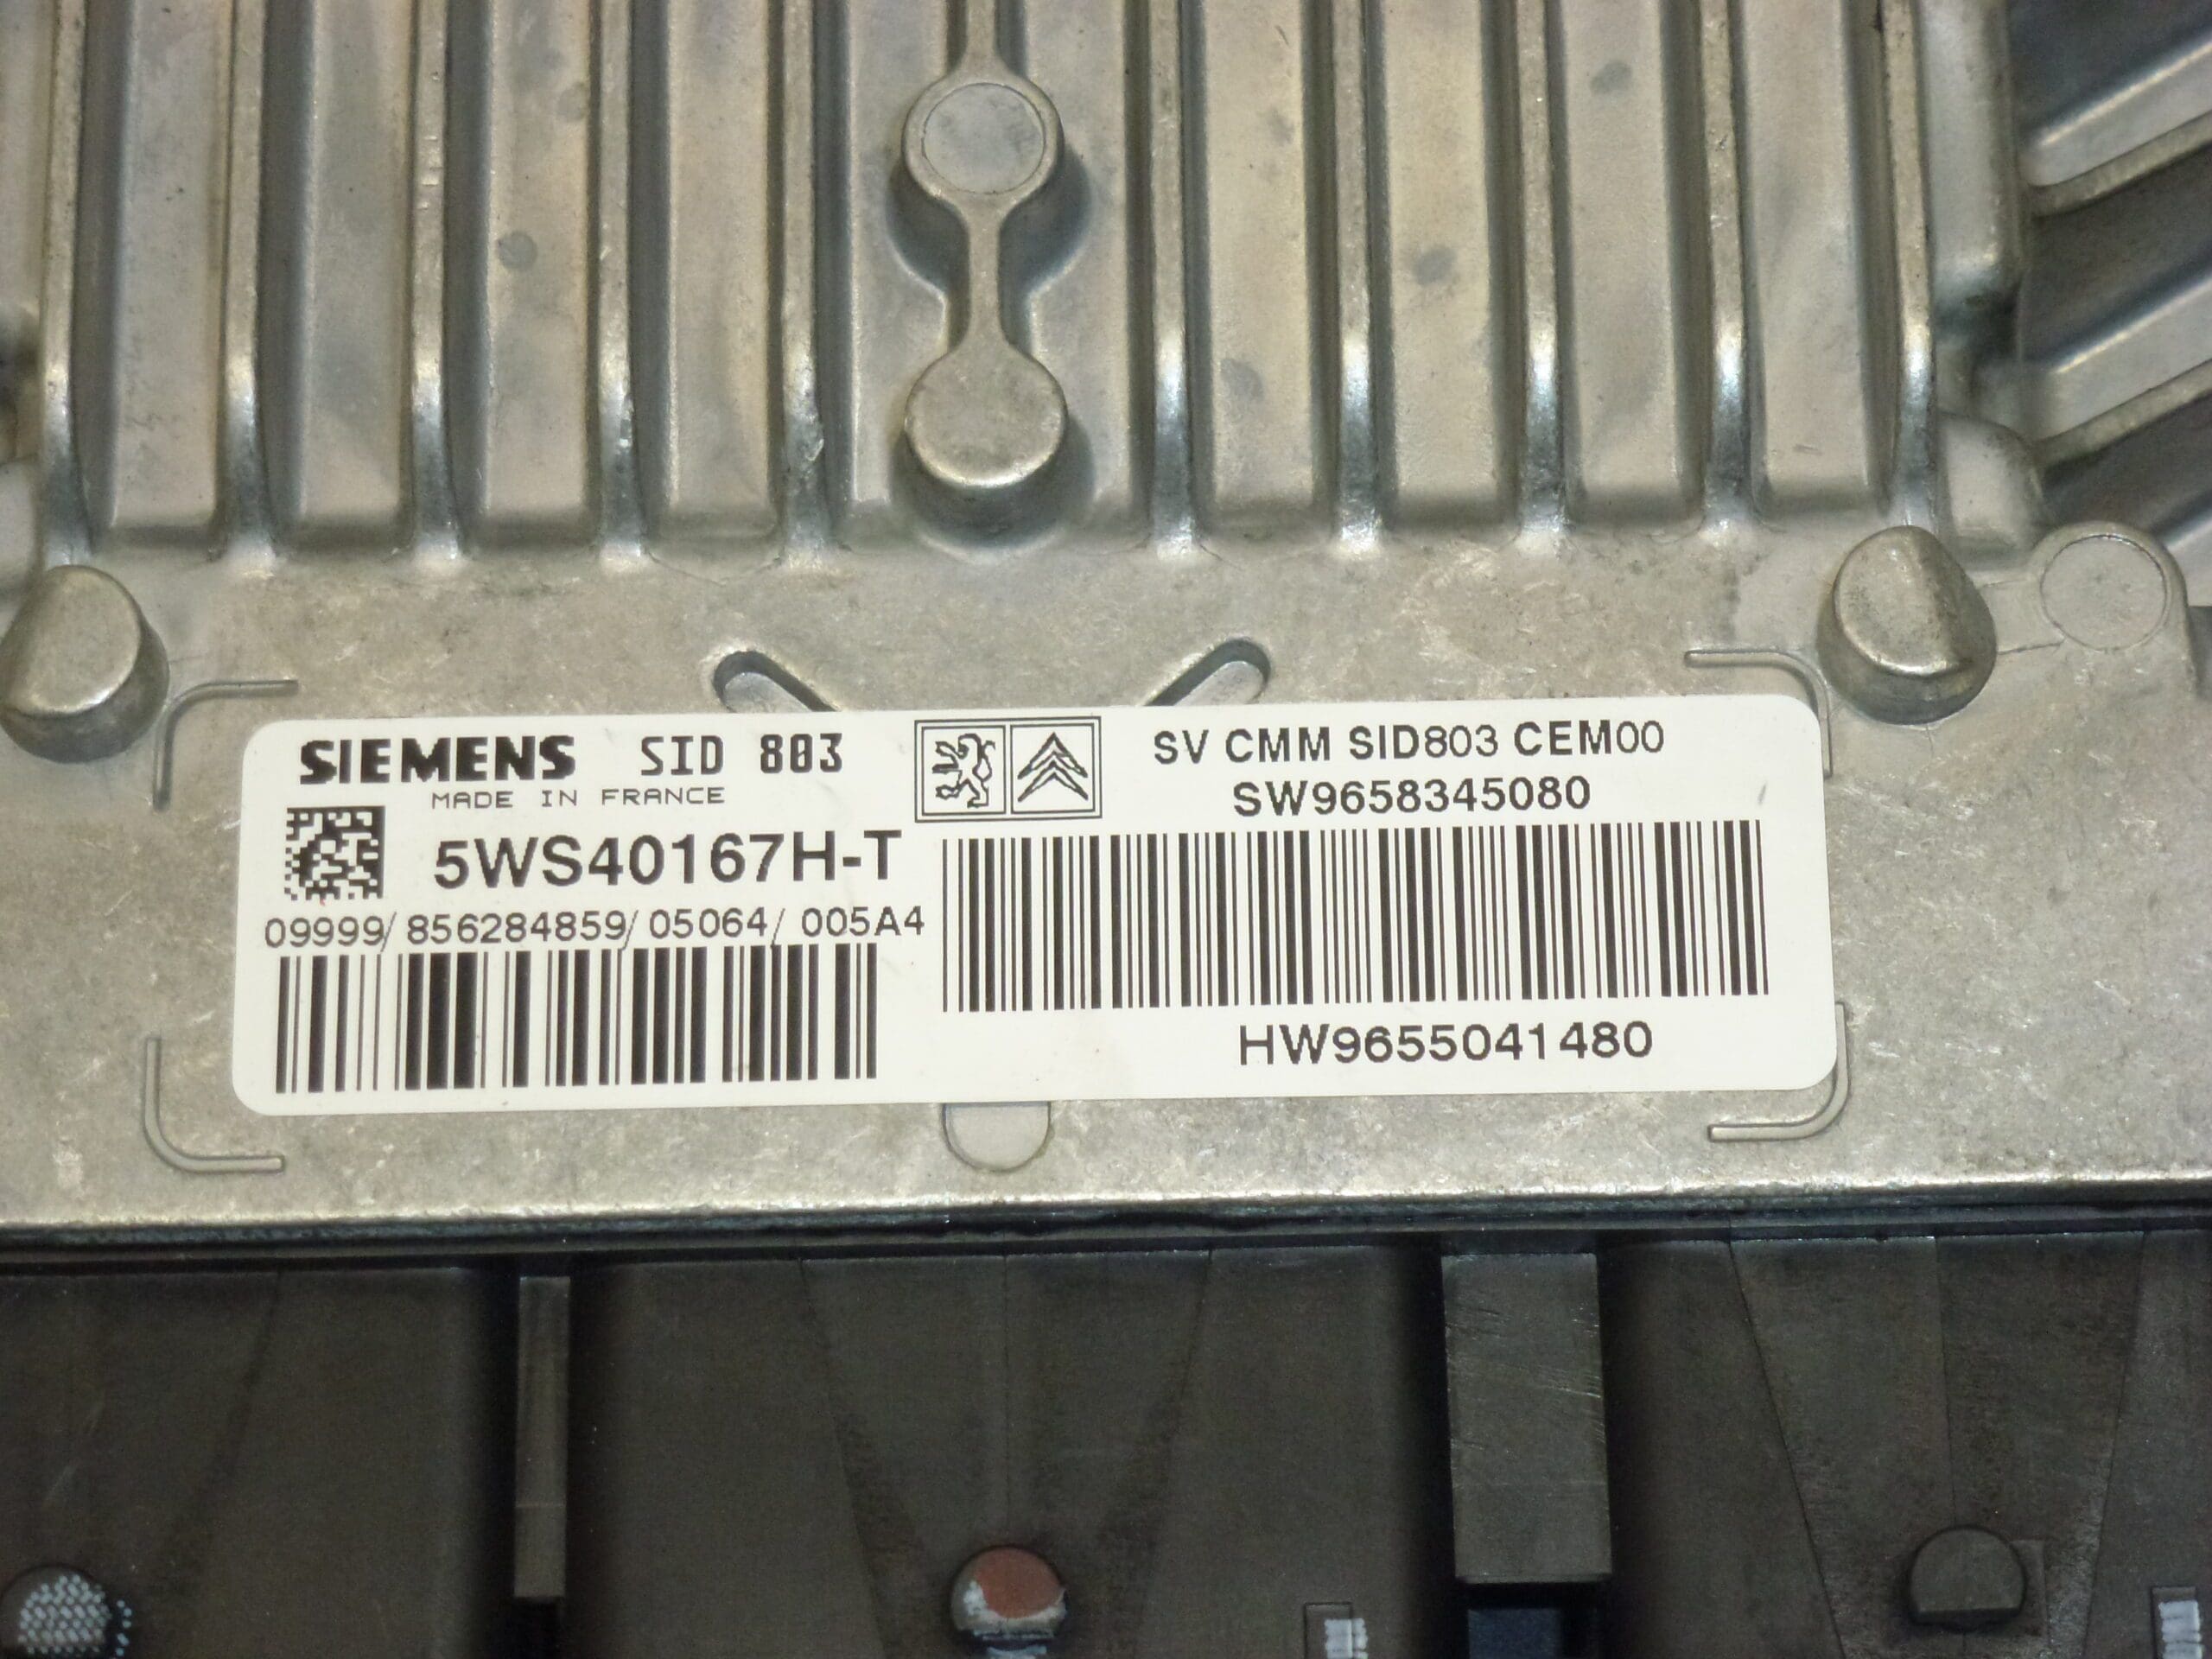 SIEMENS SID 803
MADE IN FRANCE
5WS40167H-T
09999/ 856284859/ 05064/ 005A4
SV CMM SID803 CEM00
SW9658345080
HW9655041480